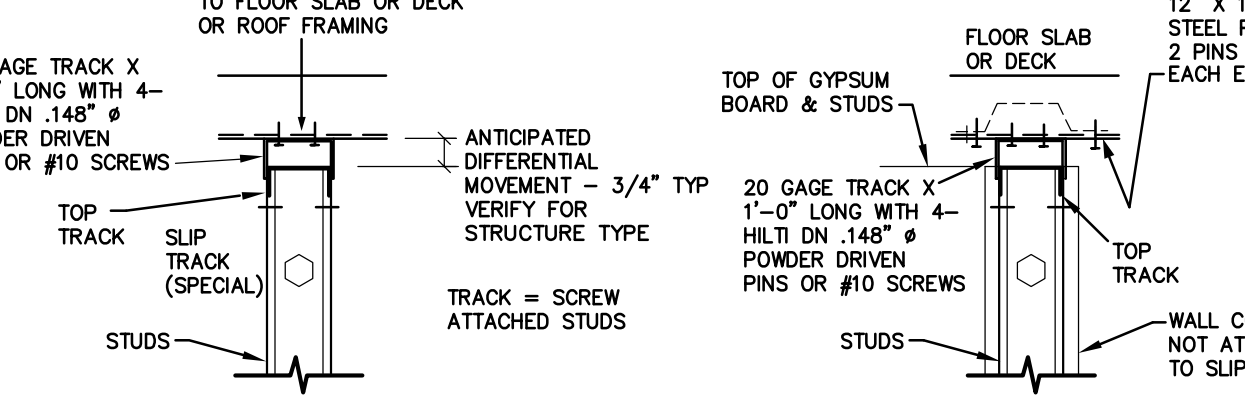 TO FLOOR SLAB OR DECK
OR ROOF FRAMING
GAGE TRACK X
LONG WITH 4-
DN .148" ø
DRIVEN
OR #10 SCREWS
TOP
TRACK
SLIP
TRACK
(SPECIAL)
STUDS
ANTICIPATED
DIFFERENTIAL
MOVEMENT - 3/4" TYP
VERIFY FOR
STRUCTURE TYPE
TRACK = SCREW
ATTACHED STUDS
TOP OF GYPSUM
BOARD & STUDS
FLOOR SLAB
OR DECK
12" X
STEEL
2 PINS
EACH
20 GAGE TRACK X
1'-0" LONG WITH 4-
HILTI DN .148" ø
POWDER DRIVEN
PINS OR #10 SCREWS
TOP
TRACK
STUDS
WALL
NOT
TO SLIP